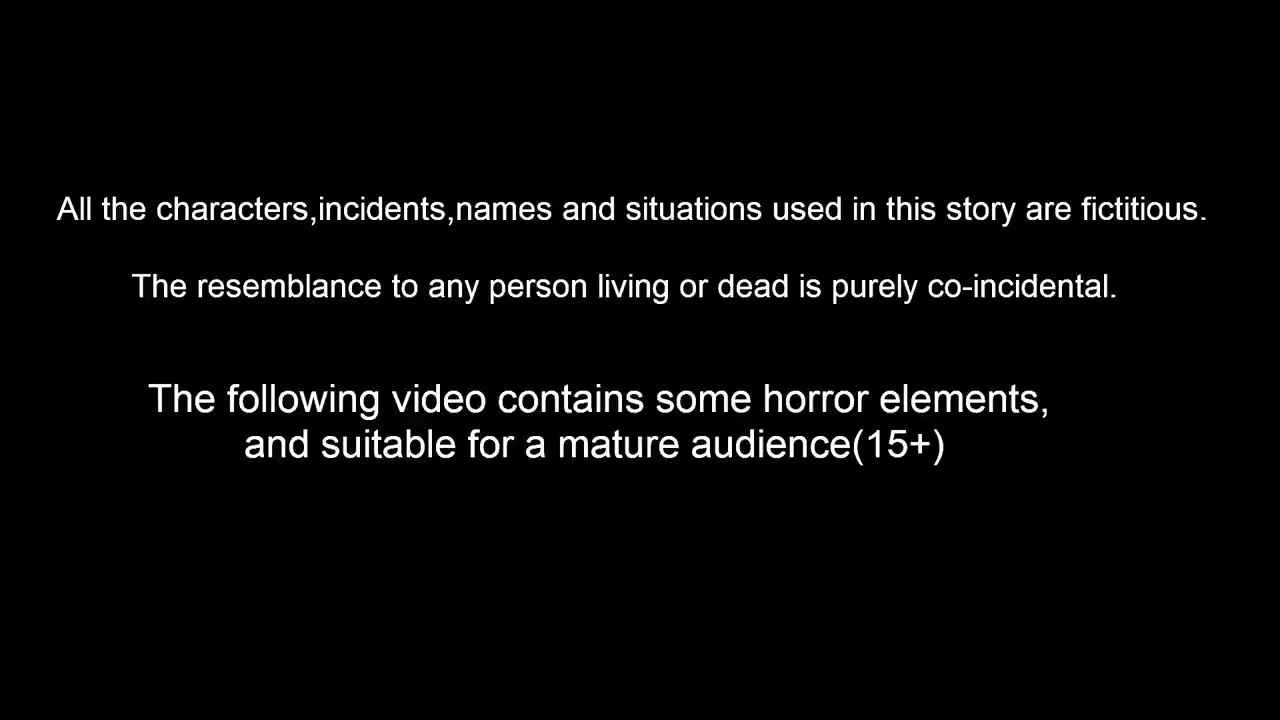 All the characters,incidents,names and situations used in this story are fictitious.
The resemblance to any person living or dead is purely co-incidental.
The following video contains some horror elements,
and suitable for a mature audience(15+)